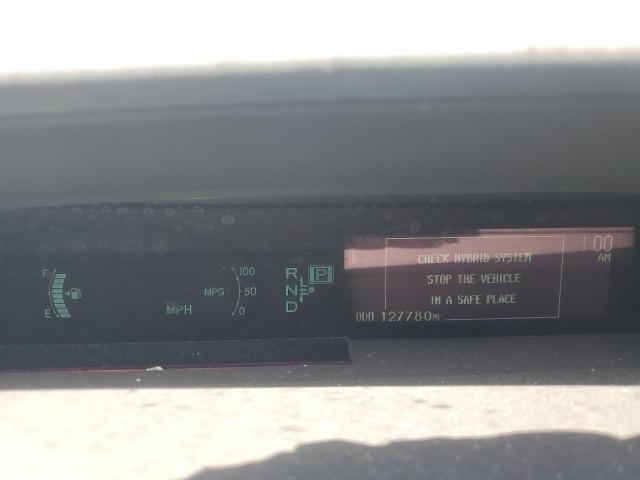 F
E
MPH
100
MPG 50
0
R P
N
D
1:00
AM
CHECK HYBRID SYSTEM
STOP THE VEHICLE
IN A SAFE PLACE
ODO 127780MI